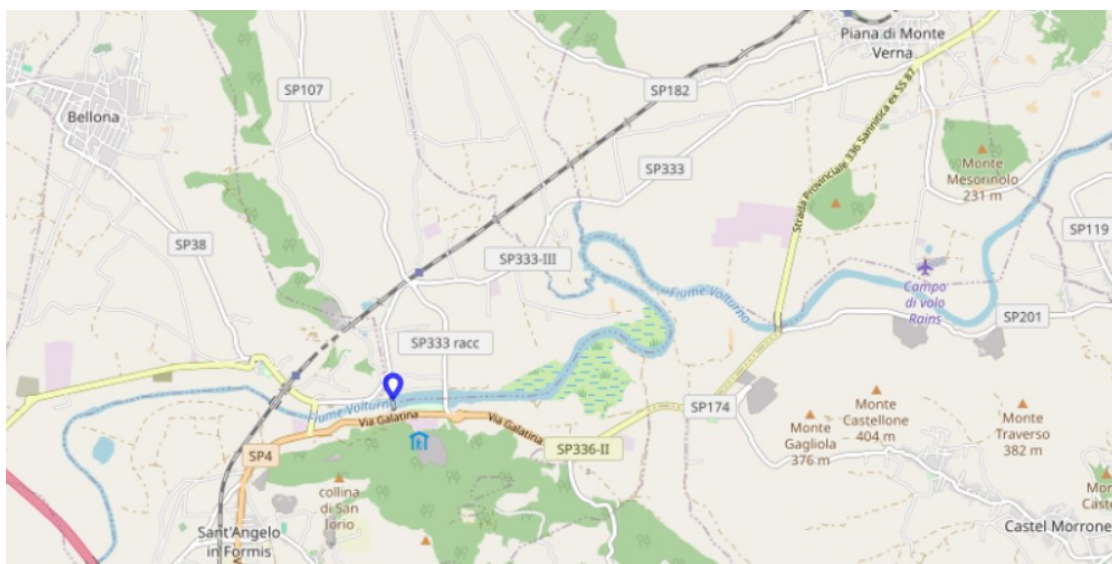 Piana di Monte
Verna
SP107
SP182
Bellona
SP333
Strada Provinciale 336 Sannitica ex SS 87
Monte
Mesorinolo
231 m
SP119
SP38
SP333-III
Fiume Volturno
Campo
di volo
Rains
SP201
SP333 racc
Fiume Volturno
Via Galatina
Via Galatina
SP174
Monte
Castellone
404 m
Monte
Gagliola
376 m
Monte
Traverso
382 m
SP4
SP336-II
collina
di San
Iorio
Sant'Angelo
in Formis
Castel Morrone